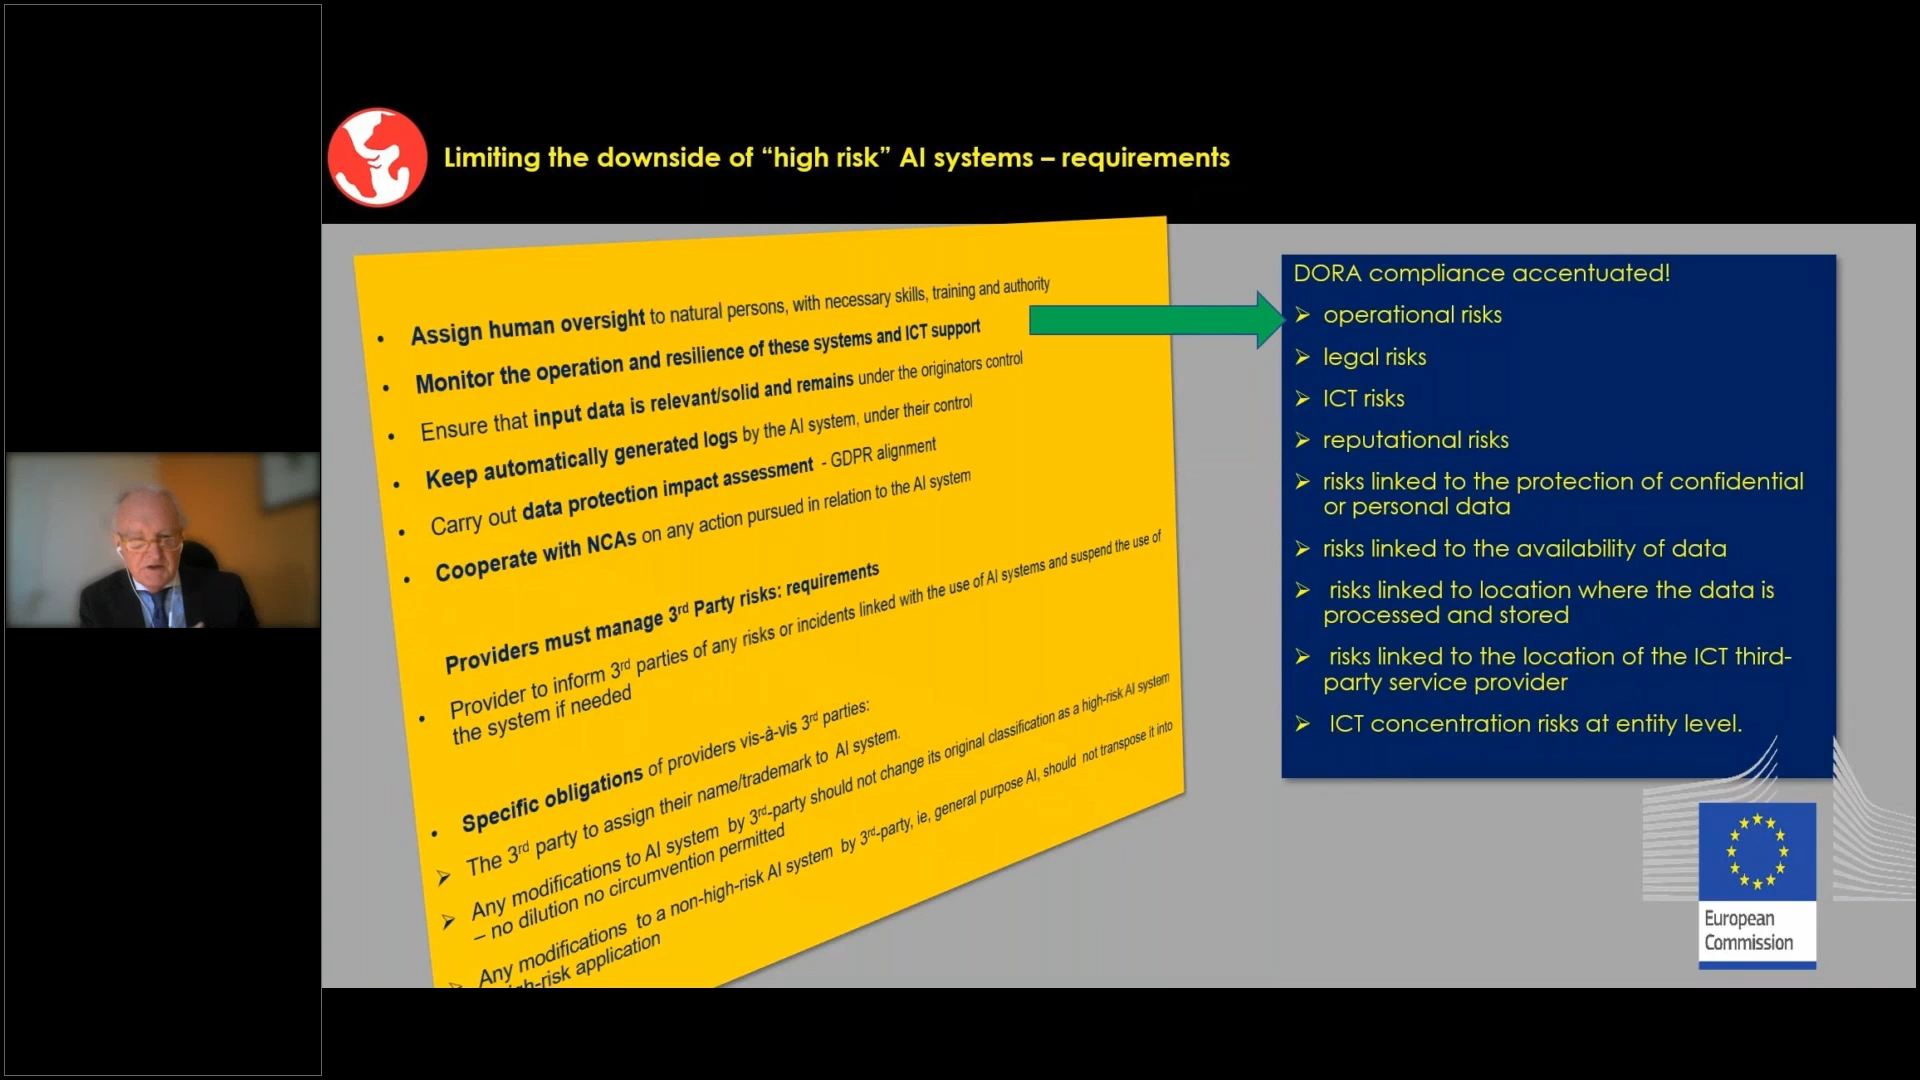 Limiting the downside of “high risk” AI systems – requirements
• Assign human oversight to natural persons, with necessary skills, training and authority
• Monitor the operation and resilience of these systems and ICT support
• Ensure that input data is relevant/solid and remains under the originators control
• Keep automatically generated logs by the AI system, under their control
• Carry out data protection impact assessment - GDPR alignment
• Cooperate with NCAs on any action pursued in relation to the AI system
Providers must manage 3rd Party risks: requirements
• Provider to inform 3rd parties of any risks or incidents linked with the use of AI systems and suspend the use of
the system if needed
• Specific obligations of providers vis-à-vis 3rd parties:
➢ The 3rd party to assign their name/trademark to AI system.
➢ Any modifications to AI system by 3rd-party should not change its original classification as a high-risk AI system
– no dilution no circumvention permitted
➢ Any modifications to a non-high-risk AI system by 3rd-party, ie, general purpose AI, should not transpose it into
high-risk application
DORA compliance accentuated!
➢ operational risks
➢ legal risks
➢ ICT risks
➢ reputational risks
➢ risks linked to the protection of confidential
or personal data
➢ risks linked to the availability of data
➢ risks linked to location where the data is
processed and stored
➢ risks linked to the location of the ICT third-
party service provider
➢ ICT concentration risks at entity level.
European
Commission